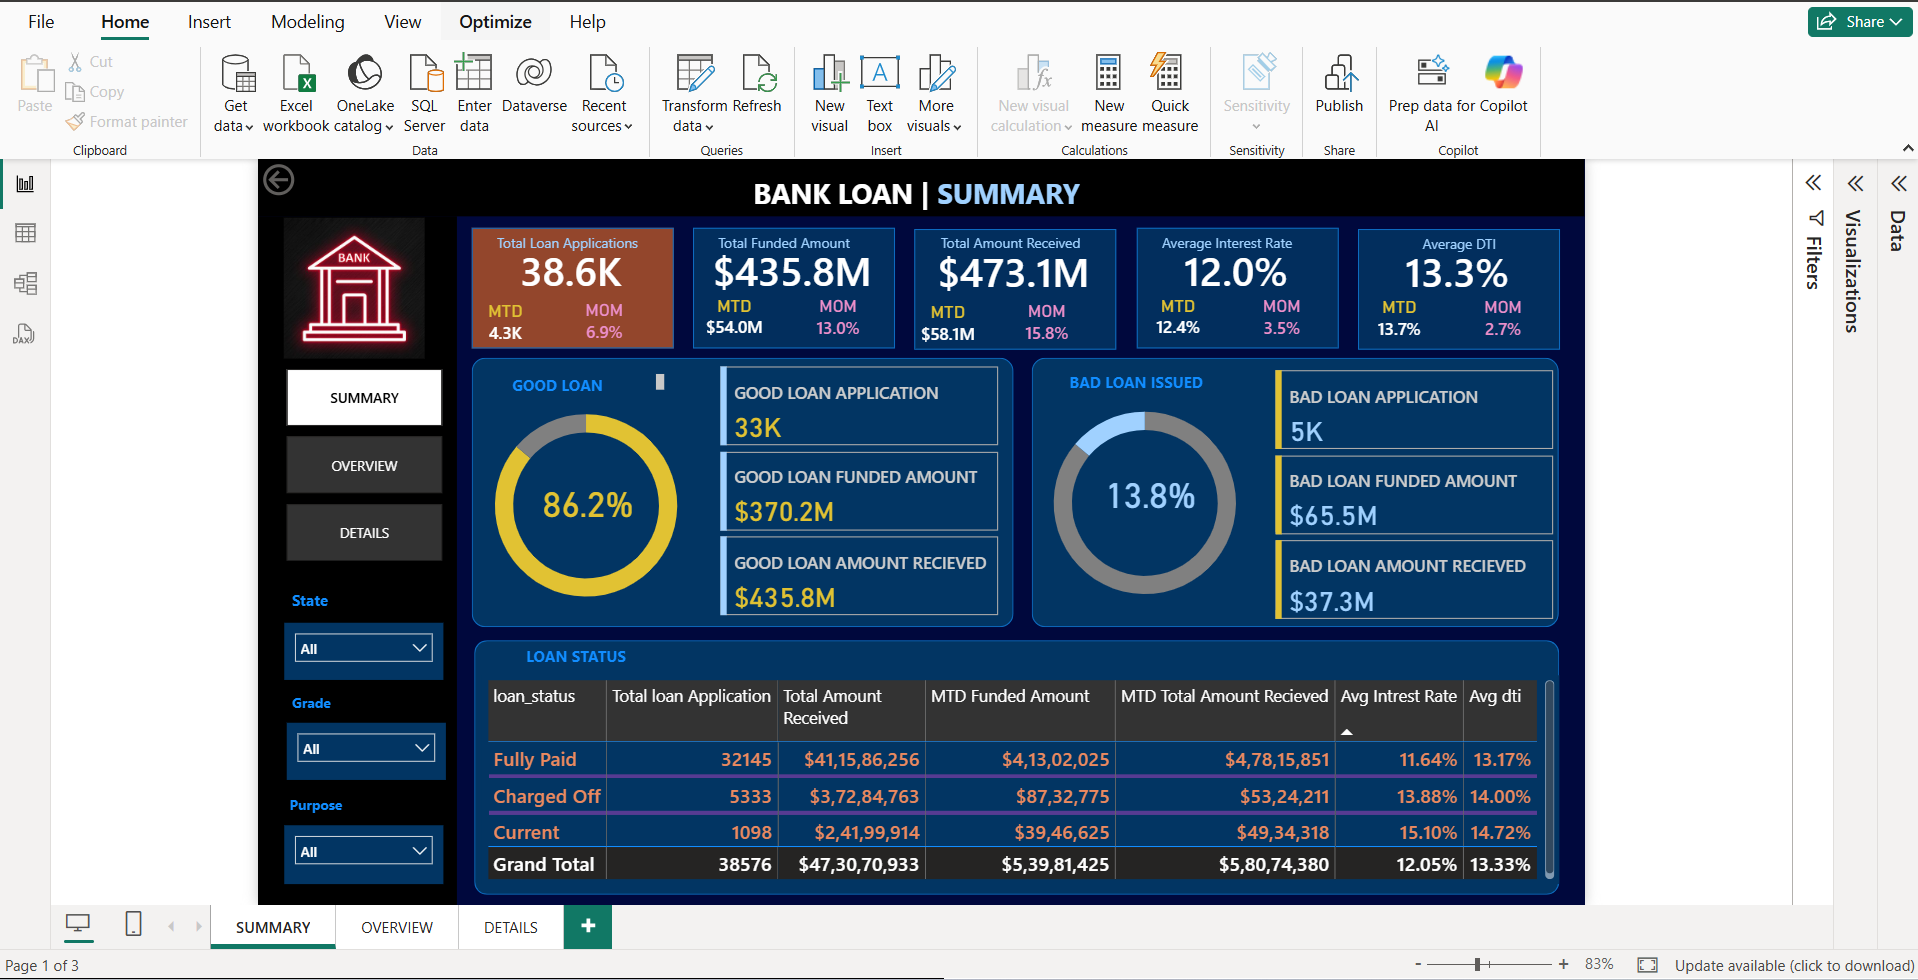 File Home Insert Modeling View Optimize Help
Share
Paste
Cut
Copy
Format painter
Clipboard
Get data
Excel workbook
OneLake catalog
SQL Server
Enter data
Dataverse
Recent sources
Data
Transform data
Refresh
Queries
New visual
Text box
More visuals
Insert
New visual calculation
New measure
Quick measure
Calculations
Sensitivity
Sensitivity
Publish
Share
Prep data for AI
Copilot
Copilot
BANK LOAN | SUMMARY
BANK
SUMMARY
OVERVIEW
DETAILS
State
All
Grade
All
Purpose
All
Total Loan Applications
38.6K
MTD MOM
4.3K 6.9%
Total Funded Amount
$435.8M
MTD MOM
$54.0M 13.0%
Total Amount Received
$473.1M
MTD MOM
$58.1M 15.8%
Average Interest Rate
12.0%
MTD MOM
12.4% 3.5%
Average DTI
13.3%
MTD MOM
13.7% 2.7%
GOOD LOAN
86.2%
GOOD LOAN APPLICATION
33K
GOOD LOAN FUNDED AMOUNT
$370.2M
GOOD LOAN AMOUNT RECIEVED
$435.8M
BAD LOAN ISSUED
13.8%
BAD LOAN APPLICATION
5K
BAD LOAN FUNDED AMOUNT
$65.5M
BAD LOAN AMOUNT RECIEVED
$37.3M
LOAN STATUS
loan_status Total loan Application Total Amount Received MTD Funded Amount MTD Total Amount Recieved Avg Intrest Rate Avg dti
Fully Paid 32145 $41,15,86,256 $4,13,02,025 $4,78,15,851 11.64% 13.17%
Charged Off 5333 $3,72,84,763 $87,32,775 $53,24,211 13.88% 14.00%
Current 1098 $2,41,99,914 $39,46,625 $49,34,318 15.10% 14.72%
Grand Total 38576 $47,30,70,933 $5,39,81,425 $5,80,74,380 12.05% 13.33%
Filters
Visualizations
Data
DAX
SUMMARY OVERVIEW DETAILS +
Page 1 of 3
- + 83%
Update available (click to download)